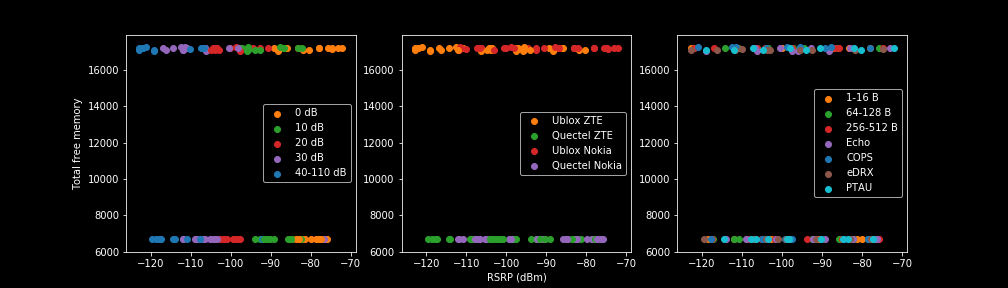 Total free memory
16000
14000
12000
10000
8000
6000
−120
−110
−100
−90
−80
−70
0 dB
10 dB
20 dB
30 dB
40-110 dB
16000
14000
12000
10000
8000
6000
−120
−110
−100
−90
−80
−70
RSRP (dBm)
Ublox ZTE
Quectel ZTE
Ublox Nokia
Quectel Nokia
16000
14000
12000
10000
8000
6000
−120
−110
−100
−90
−80
−70
1-16 B
64-128 B
256-512 B
Echo
COPS
eDRX
PTAU